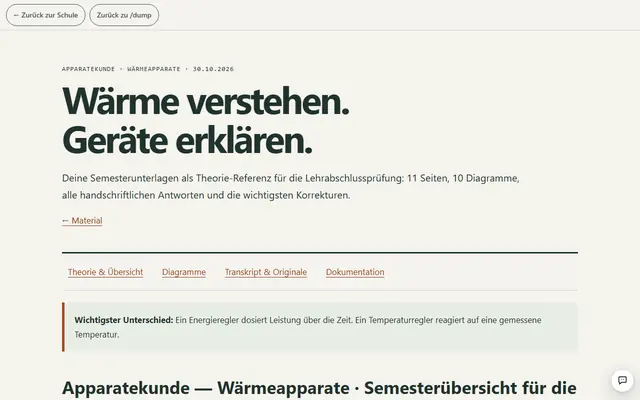 ← Zurück zur Schule
Zurück zu /dump
APPARATEKUNDE · WÄRMEAPPARATE · 30.10.2026
Wärme verstehen.
Geräte erklären.
Deine Semesterunterlagen als Theorie-Referenz für die Lehrabschlussprüfung: 11 Seiten, 10 Diagramme,
alle handschriftlichen Antworten und die wichtigsten Korrekturen.
← Material
Theorie & Übersicht
Diagramme
Transkript & Originale
Dokumentation
Wichtigster Unterschied: Ein Energieregler dosiert Leistung über die Zeit. Ein Temperaturregler reagiert auf eine gemessene
Temperatur.
Apparatekunde — Wärmeapparate · Semesterübersicht für die